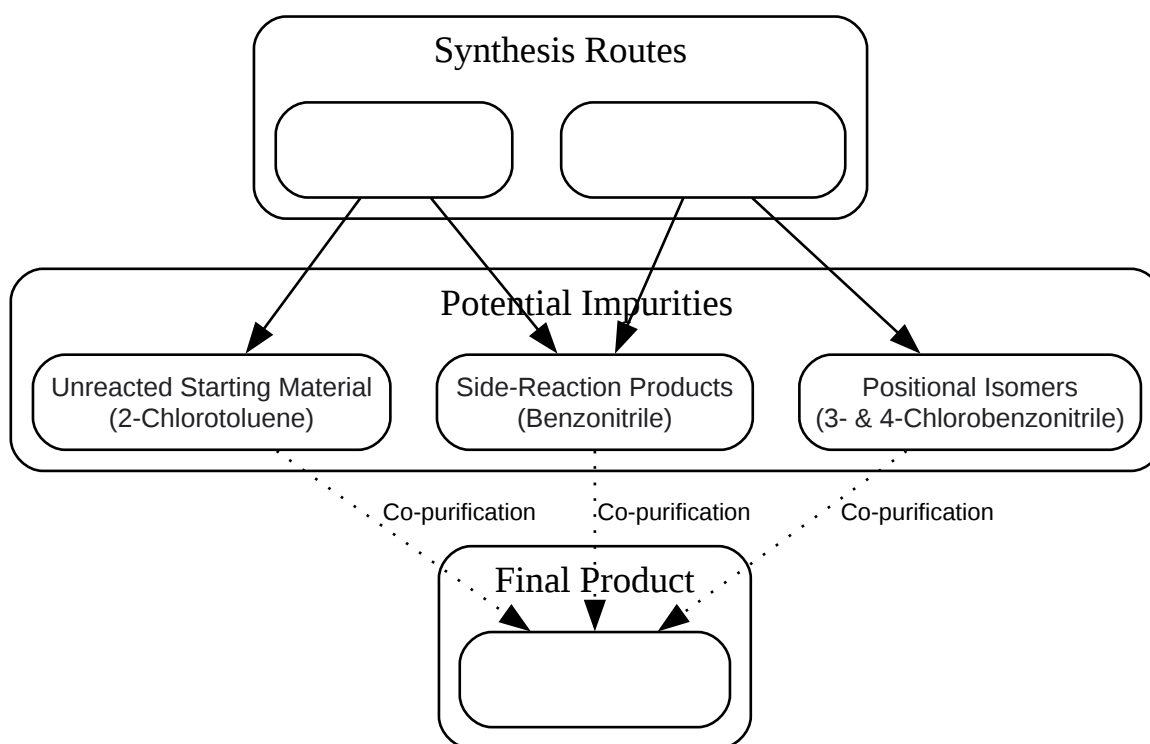 Synthesis Routes
Potential Impurities
Unreacted Starting Material
(2-Chlorotoluene)
Side-Reaction Products
(Benzonitrile)
Positional Isomers
(3- & 4-Chlorobenzonitrile)
Co-purification
Co-purification
Co-purification
Final Product